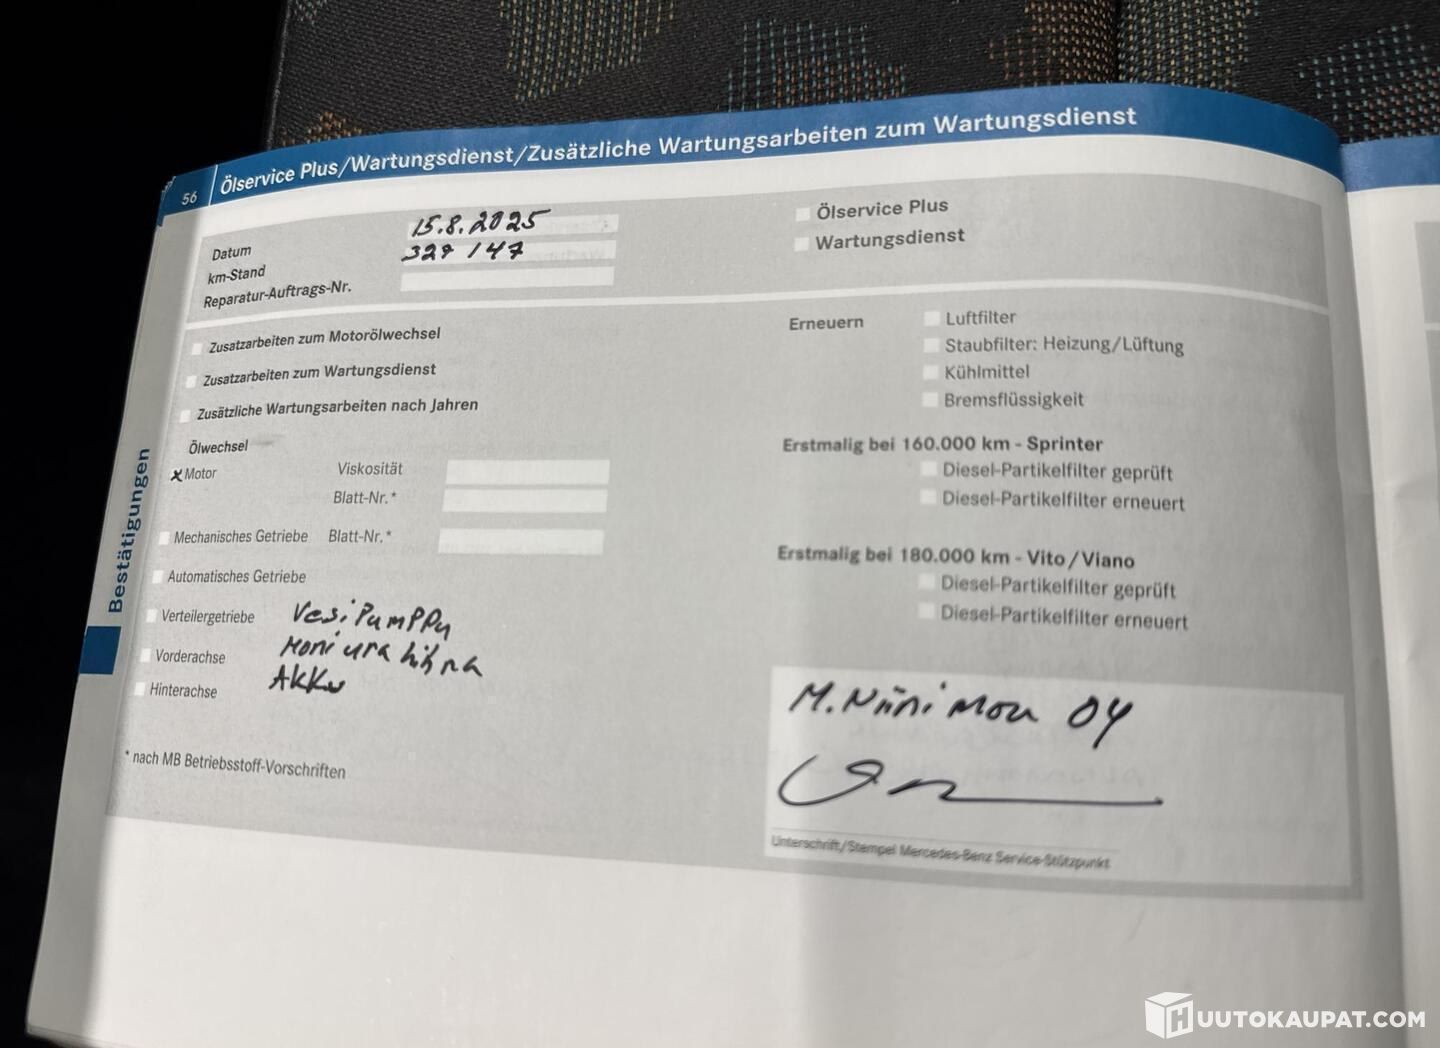 56 Ölservice Plus/Wartungsdienst/Zusätzliche Wartungsarbeiten zum Wartungsdienst
Datum 15.8.2025
km-Stand 329 147
Reparatur-Auftrags-Nr.
Ölservice Plus
Wartungsdienst
Zusatzarbeiten zum Motorölwechsel
Zusatzarbeiten zum Wartungsdienst
Zusätzliche Wartungsarbeiten nach Jahren
Ölwechsel
x Motor Viskosität
Blatt-Nr.*
Mechanisches Getriebe Blatt-Nr.*
Automatisches Getriebe
Verteilergetriebe
Vorderachse
Hinterachse
VesiPumPPu
Moniurahihna
AKKu
* nach MB Betriebsstoff-Vorschriften
Erneuern Luftfilter
Staubfilter: Heizung/Lüftung
Kühlmittel
Bremsflüssigkeit
Erstmalig bei 160.000 km - Sprinter
Diesel-Partikelfilter geprüft
Diesel-Partikelfilter erneuert
Erstmalig bei 180.000 km - Vito/Viano
Diesel-Partikelfilter geprüft
Diesel-Partikelfilter erneuert
M. Niini Mou OY
Unterschrift/Stempel Mercedes-Benz Service-Stützpunkt
Bestätigungen
HUUTOKAUPAT.COM